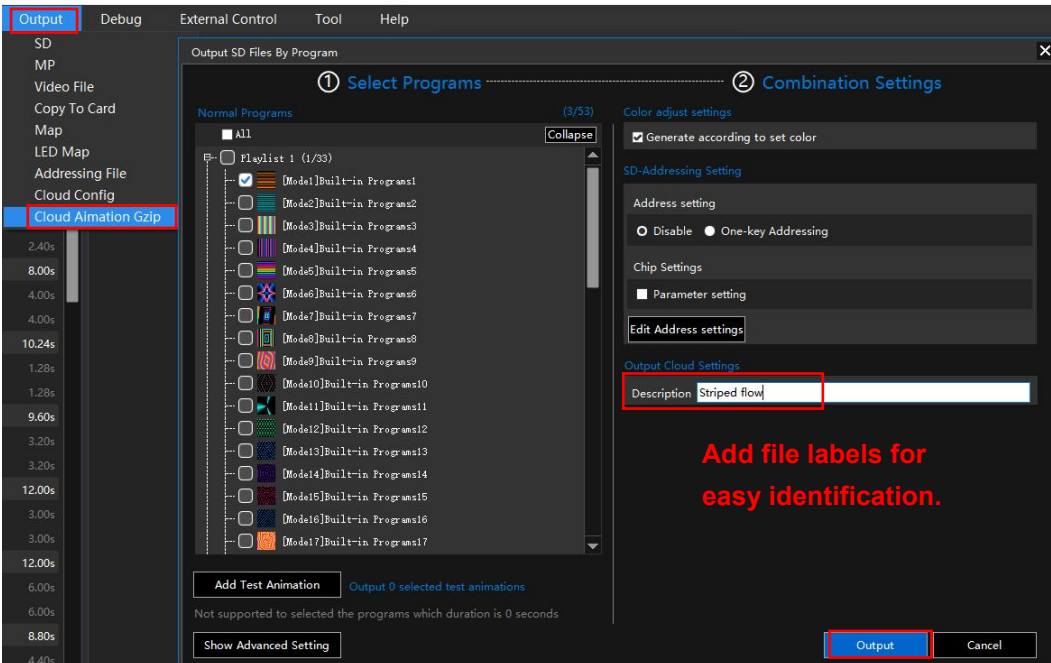 Output Debug External Control Tool Help
SD
MP
Video File
Copy To Card
Map
LED Map
Addressing File
Cloud Config
Cloud Aimation Gzip
2.40s
8.00s
4.00s
4.00s
10.24s
1.28s
1.28s
9.60s
3.20s
3.20s
12.00s
3.00s
3.00s
12.00s
6.00s
6.00s
8.80s
4.40s
Output SD Files By Program
① Select Programs
Normal Programs (3/53)
All Collapse
Playlist 1 (1/33)
[Mode1]Built-in Programs1
[Mode2]Built-in Programs2
[Mode3]Built-in Programs3
[Mode4]Built-in Programs4
[Mode5]Built-in Programs5
[Mode6]Built-in Programs6
[Mode7]Built-in Programs7
[Mode8]Built-in Programs8
[Mode9]Built-in Programs9
[Mode10]Built-in Programs10
[Mode11]Built-in Programs11
[Mode12]Built-in Programs12
[Mode13]Built-in Programs13
[Mode14]Built-in Programs14
[Mode15]Built-in Programs15
[Mode16]Built-in Programs16
[Mode17]Built-in Programs17
Add Test Animation Output 0 selected test animations
Not supported to selected the programs which duration is 0 seconds
Show Advanced Setting
② Combination Settings
Color adjust settings
Generate according to set color
SD-Addressing Setting
Address setting
Disable One-key Addressing
Chip Settings
Parameter setting
Edit Address settings
Output Cloud Settings
Description Striped flow
Add file labels for
easy identification.
Output Cancel